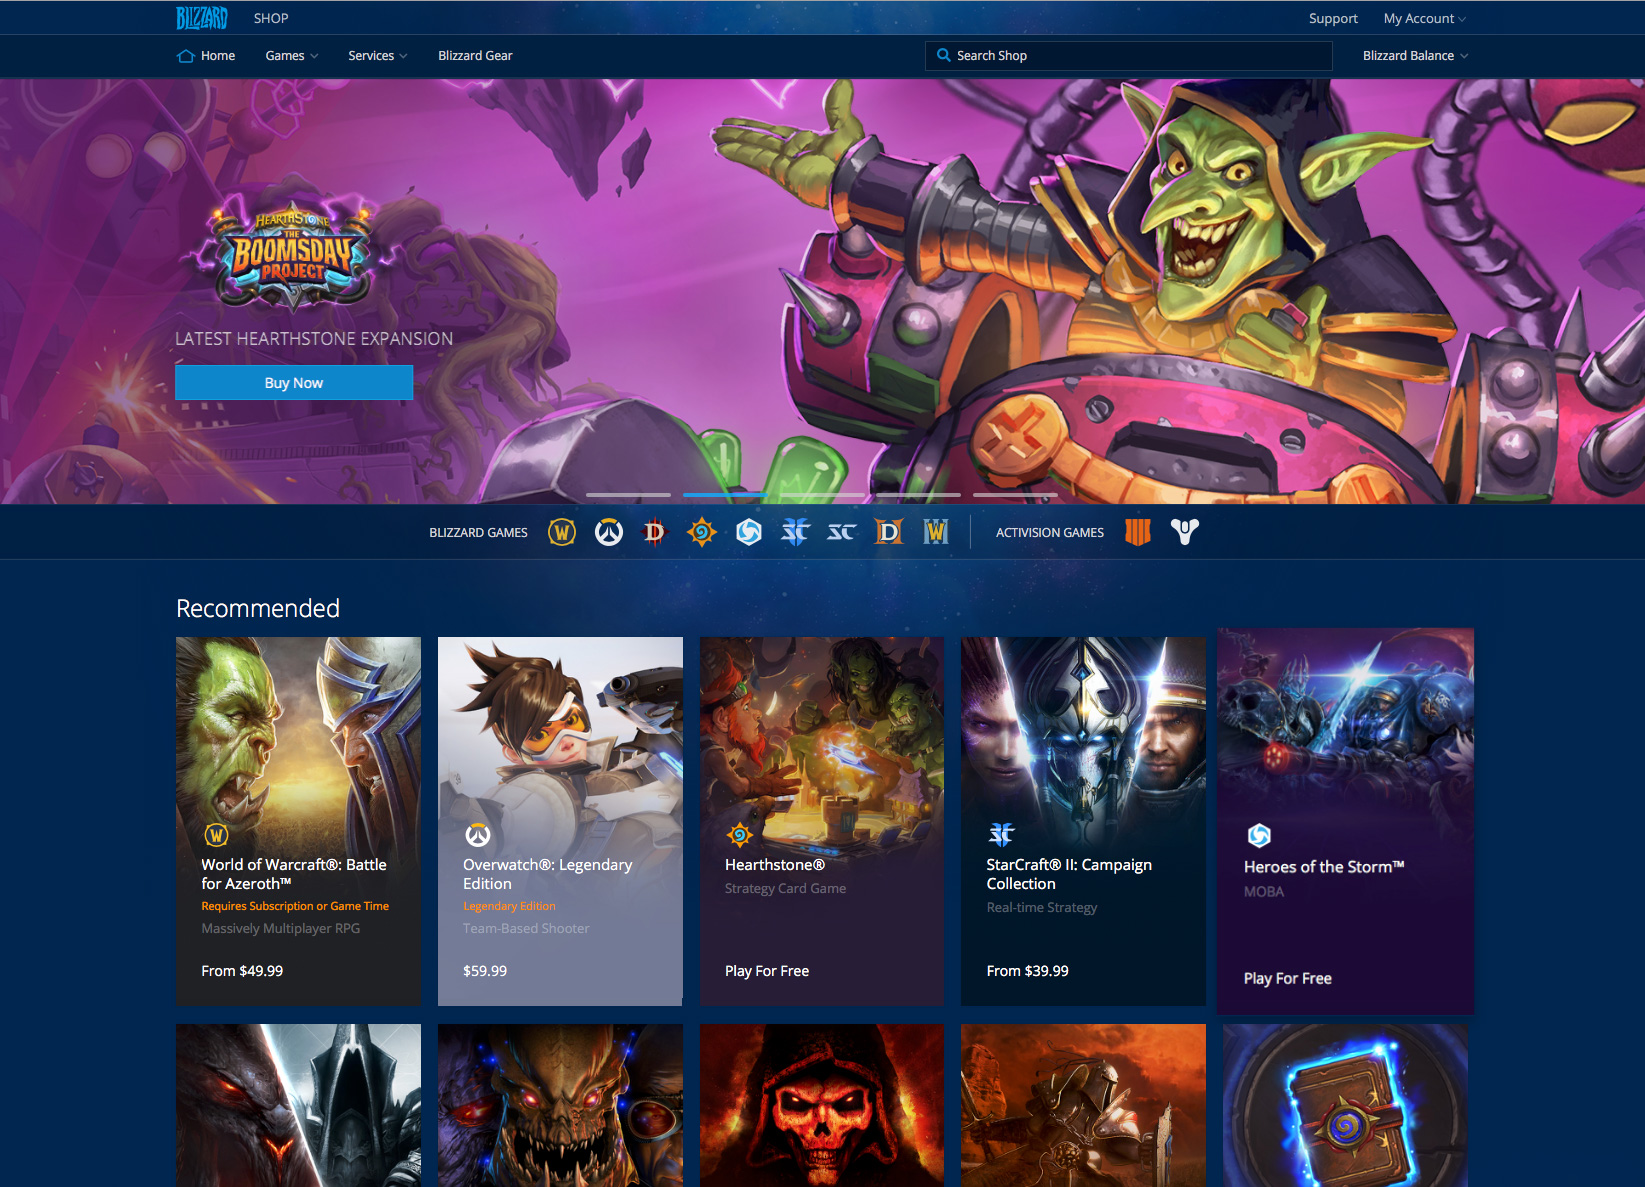 BLIZZARD SHOP Support My Account
Home Games Services Blizzard Gear Search Shop Blizzard Balance
HEARTHSTONE
THE
BOOMSDAY
PROJECT
LATEST HEARTHSTONE EXPANSION
Buy Now
BLIZZARD GAMES W D SC D W ACTIVISION GAMES
Recommended
W
World of Warcraft®: Battle
for Azeroth™
Requires Subscription or Game Time
Massively Multiplayer RPG
From $49.99
Overwatch®: Legendary
Edition
Legendary Edition
Team-Based Shooter
$59.99
Hearthstone®
Strategy Card Game
Play For Free
StarCraft® II: Campaign
Collection
Real-time Strategy
From $39.99
Heroes of the Storm™
MOBA
Play For Free